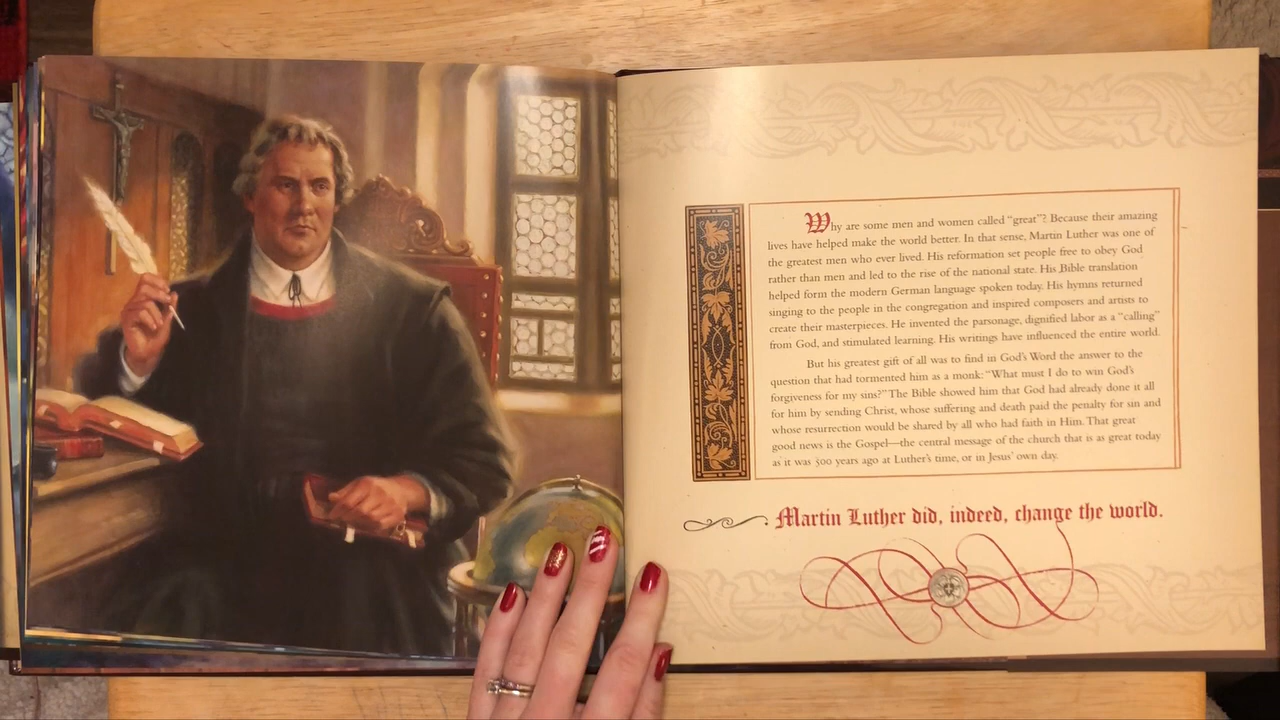 Why are some men and women called “great”? Because their amazing
lives have helped make the world better. In that sense, Martin Luther was one of
the greatest men who ever lived. His reformation set people free to obey God
rather than men and led to the rise of the national state. His Bible translation
helped form the modern German language spoken today. His hymns returned
singing to the people in the congregation and inspired composers and artists to
create their masterpieces. He invented the parsonage, dignified labor as a “calling”
from God, and stimulated learning. His writings have influenced the entire world.
But his greatest gift of all was to find in God’s Word the answer to the
question that had tormented him as a monk: “What must I do to win God’s
forgiveness for my sins?” The Bible showed him that God had already done it all
for him by sending Christ, whose suffering and death paid the penalty for sin and
whose resurrection would be shared by all who had faith in Him. That great
good news is the Gospel—the central message of the church that is as great today
as it was 500 years ago at Luther’s time, or in Jesus’ own day.
Martin Luther did, indeed, change the world.